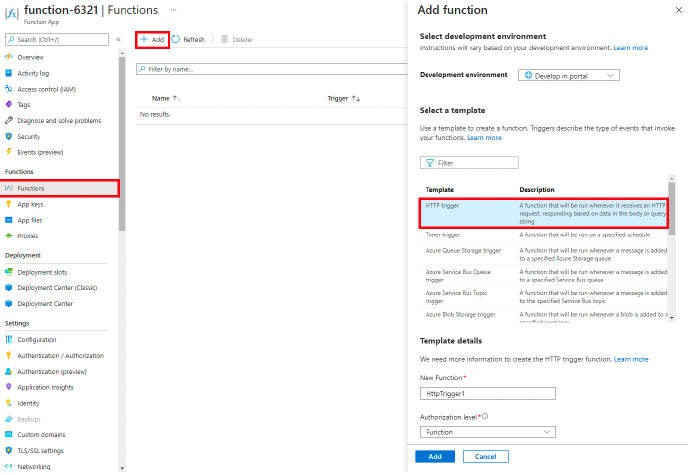 function-6321 | Functions ...
Function App
Search (Ctrl+/)
«
Overview
Activity log
Access control (IAM)
Tags
Diagnose and solve problems
Security
Events (preview)
Functions
Functions
App keys
App files
Proxies
Deployment
Deployment slots
Deployment Center (Classic)
Deployment Center
Settings
Configuration
Authentication / Authorization
Authentication (preview)
Application Insights
Identity
Backups
Custom domains
TLS/SSL settings
Networking
+ Add Refresh Delete
Filter by name...
Name ↑↓ Trigger ↑↓
No results.
Add function
Select development environment
Instructions will vary based on your development environment. Learn more
Development environment Develop in portal
Select a template
Use a template to create a function. Triggers describe the type of events that invoke
your functions. Learn more
Filter
Template Description
HTTP trigger A function that will be run whenever it receives an HTTP
request, responding based on data in the body or query
string
Timer trigger A function that will be run on a specified schedule
Azure Queue Storage trigger A function that will be run whenever a message is added
to a specified Azure Storage queue
Azure Service Bus Queue A function that will be run whenever a message is added
trigger to a specified Service Bus queue
Azure Service Bus Topic A function that will be run whenever a message is added
trigger to the specified Service Bus topic
Azure Blob Storage trigger A function that will be run whenever a blob is added to a
specified container
Template details
We need more information to create the HTTP trigger function. Learn more
New Function *
HttpTrigger1
Authorization level *
Function
Add Cancel